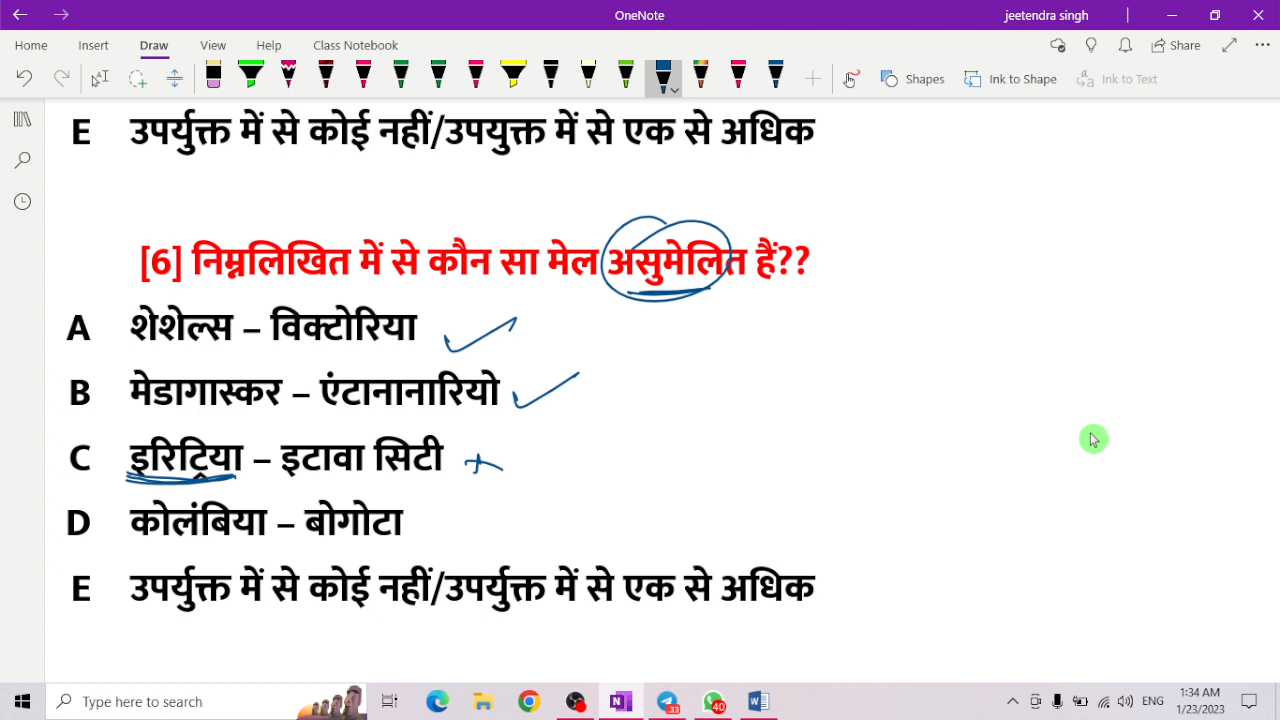 OneNote
jeetendra singh
Home Insert Draw View Help Class Notebook
Share
Shapes
Ink to Shape
Ink to Text
E उपर्युक्त में से कोई नहीं/उपयुक्त में से एक से अधिक
[6] निम्नलिखित में से कौन सा मेल असुमेलित हैं??
A शेशेल्स – विक्टोरिया
B मेडागास्कर – एंटानानारियो
C इरिट्रिया – इटावा सिटी
D कोलंबिया – बोगोटा
E उपर्युक्त में से कोई नहीं/उपर्युक्त में से एक से अधिक
Type here to search
33
40
ENG
1:34 AM
1/23/2023